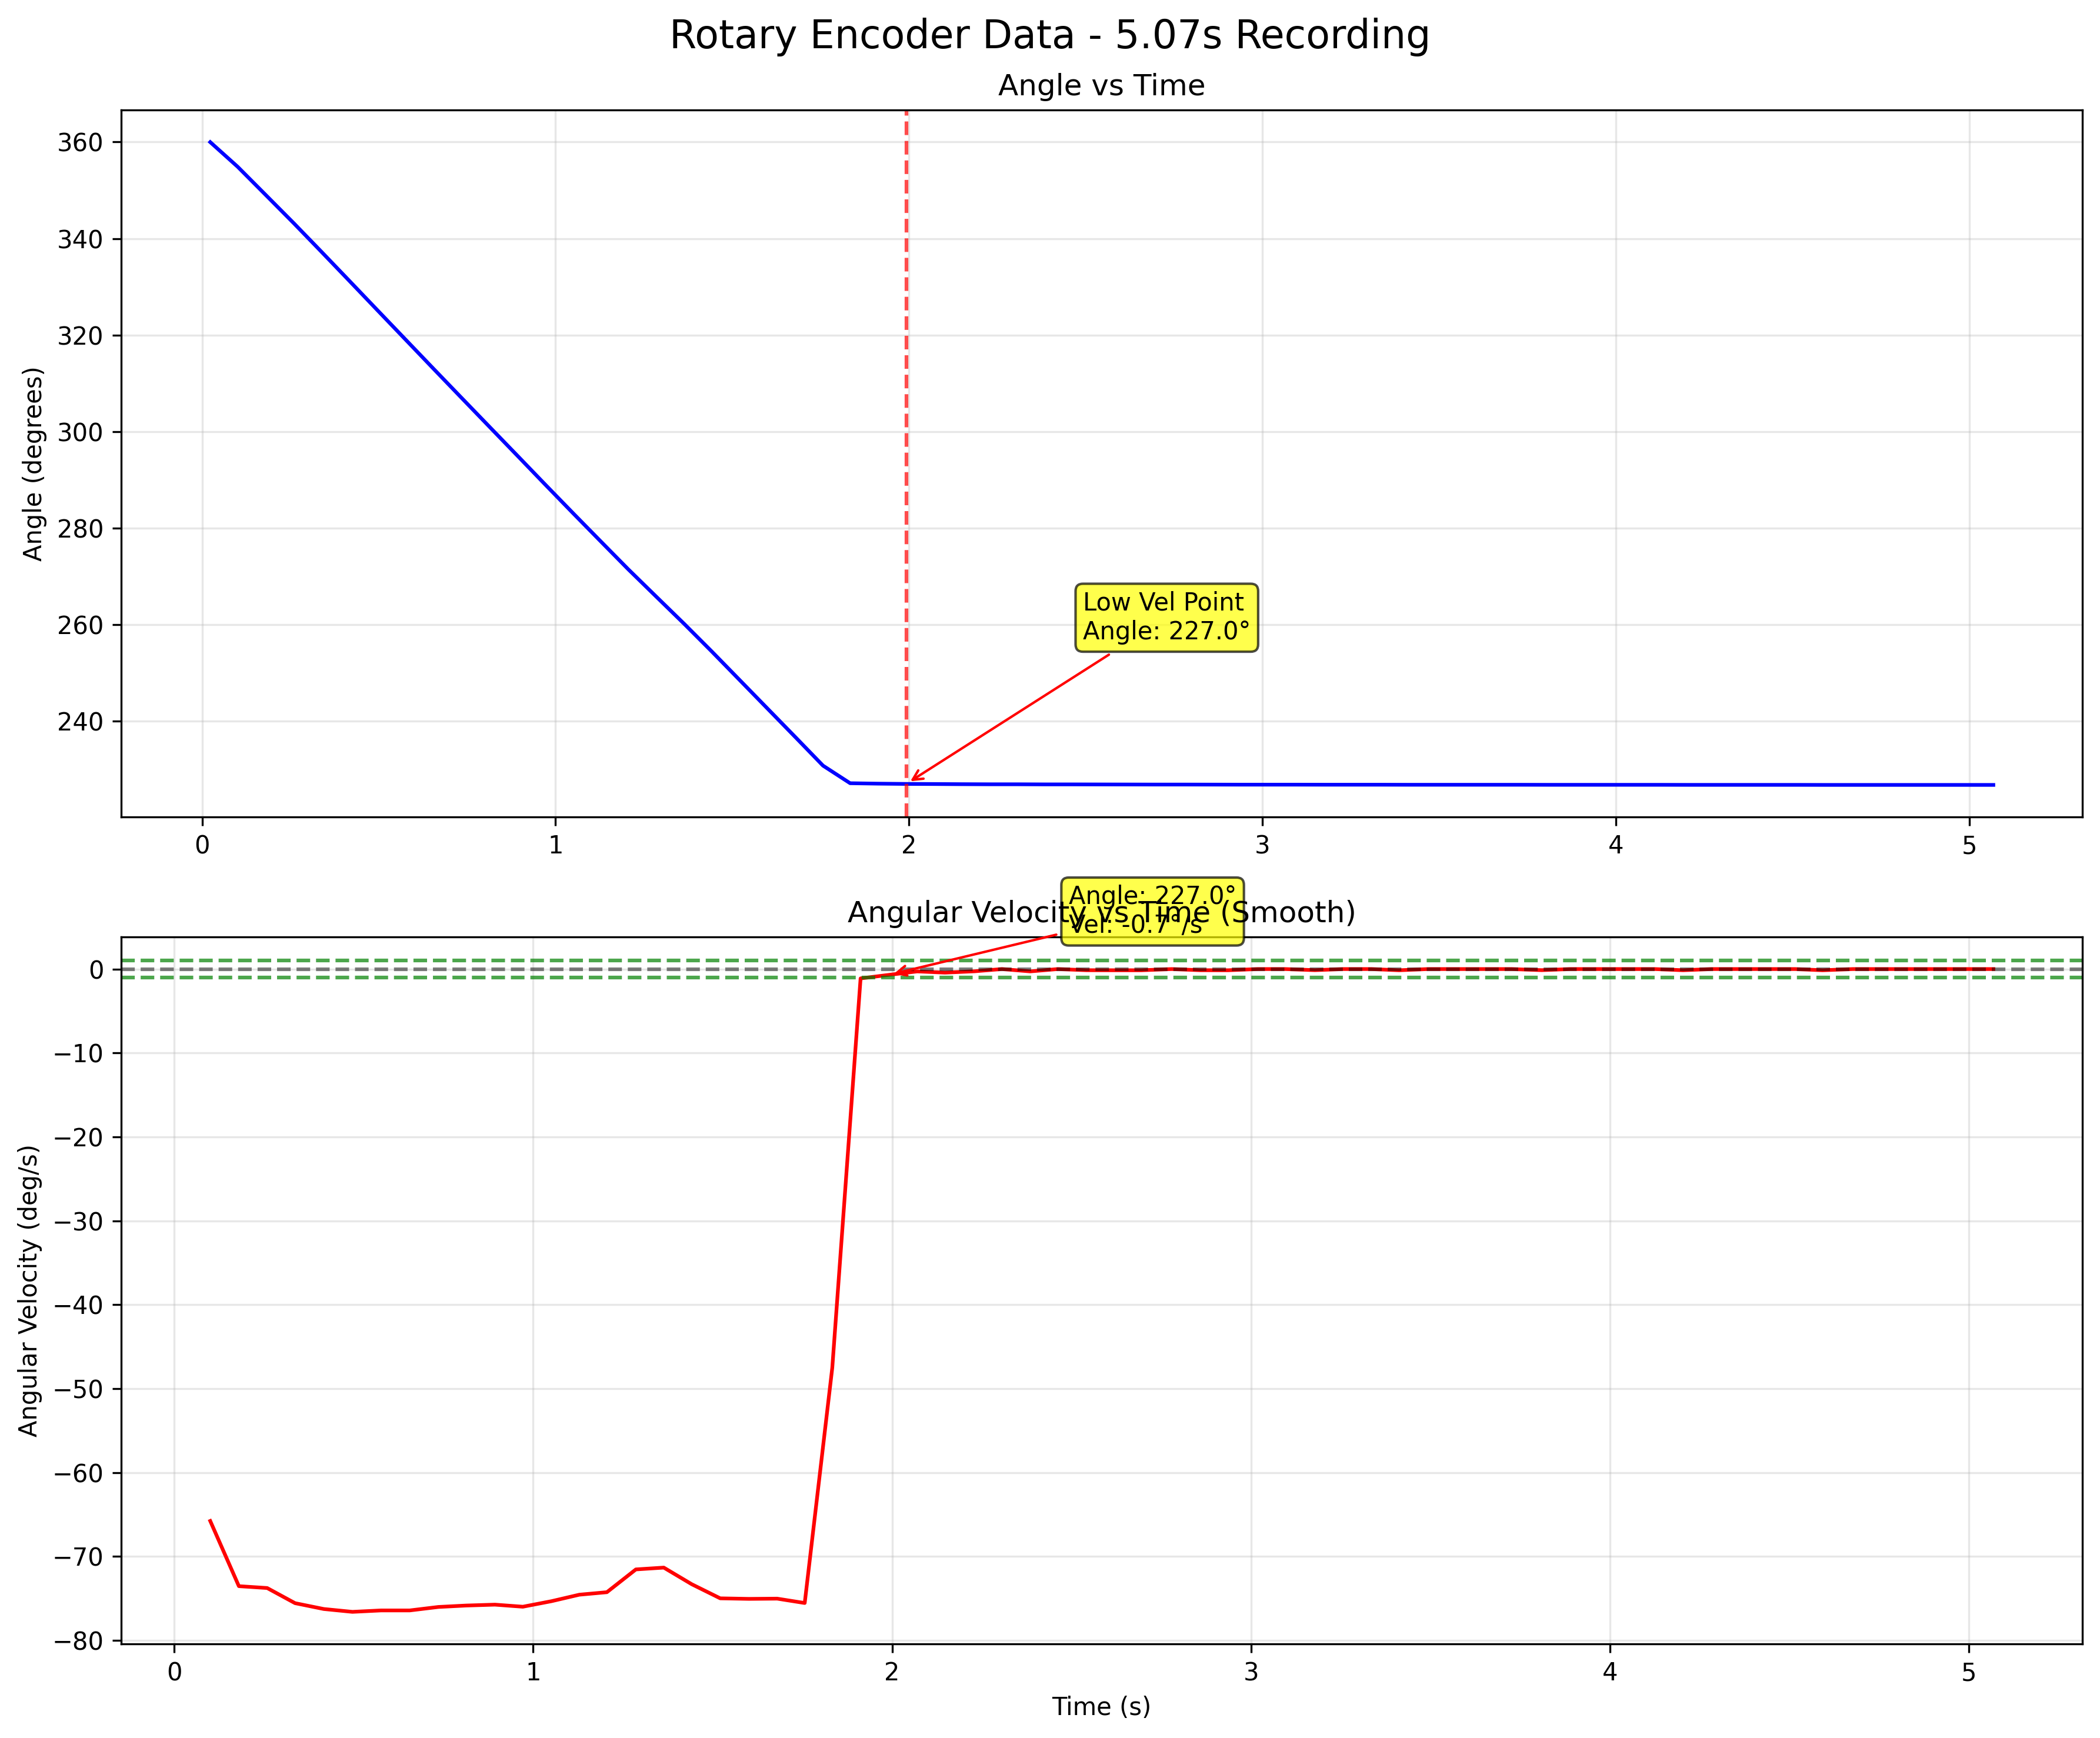 Rotary Encoder Data - 5.07s Recording
Angle vs Time
Angle (degrees)
360
340
320
300
280
260
240
Low Vel Point
Angle: 227.0°
0 1 2 3 4 5
Angular Velocity vs Time (Smooth)
Angle: 227.0°
Vel: -0.7°/s
Angular Velocity (deg/s)
0
−10
−20
−30
−40
−50
−60
−70
−80
0 1 2 3 4 5
Time (s)